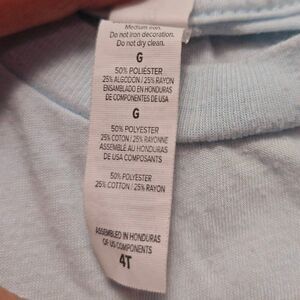 Medium iron.
Do not iron decoration.
Do not dry clean.
G
50% POLIÉSTER
25% ALGODON / 25% RAYON
ENSAMBLADO EN HONDURAS
DE COMPONENTES DE USA
G
50% POLYESTER
25% COTON / 25% RAYONNE
ASSEMBLE AU HONDURAS
DE USA COMPOSANTS
50% POLYESTER
25% COTTON / 25% RAYON
ASSEMBLED IN HONDURAS
OF US COMPONENTS
4T